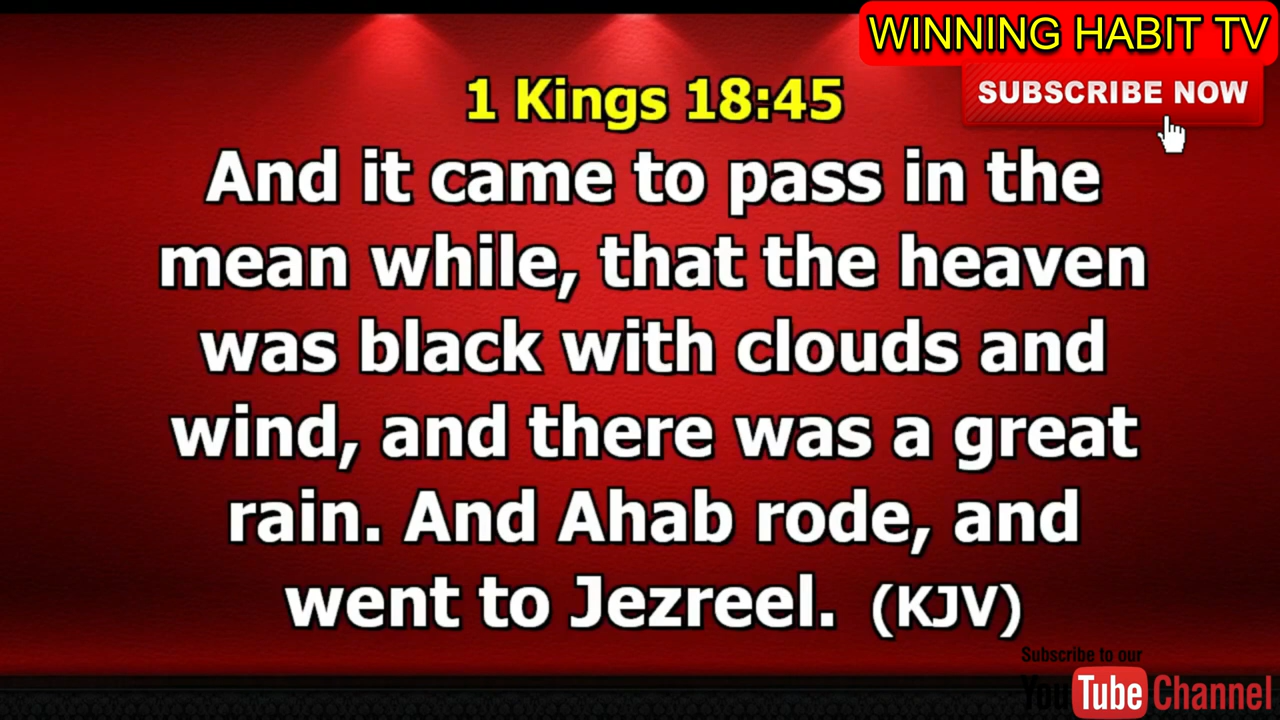 WINNING HABIT TV
SUBSCRIBE NOW
1 Kings 18:45
And it came to pass in the
mean while, that the heaven
was black with clouds and
wind, and there was a great
rain. And Ahab rode, and
went to Jezreel. (KJV)
Subscribe to our
YouTube Channel